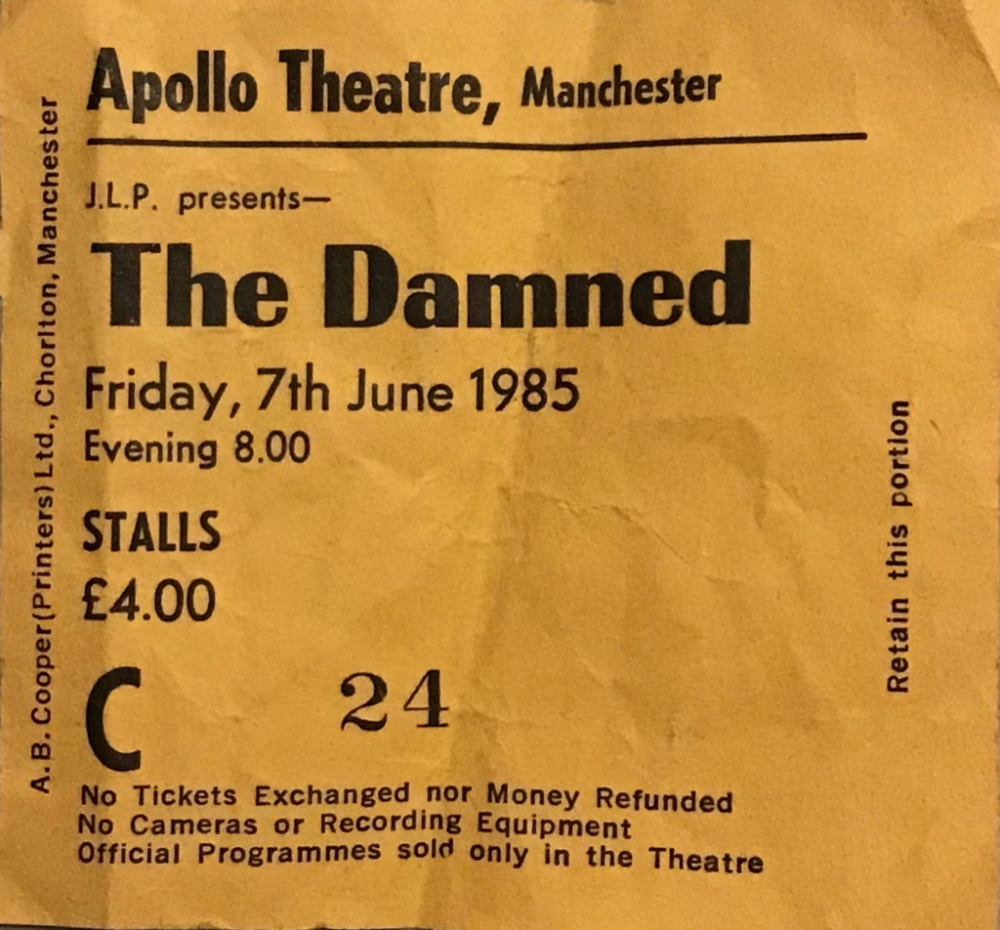 Apollo Theatre, Manchester
J.L.P. presents—
The Damned
Friday, 7th June 1985
Evening 8.00
STALLS
£4.00
C 24
No Tickets Exchanged nor Money Refunded
No Cameras or Recording Equipment
Official Programmes sold only in the Theatre
A.B. Cooper(Printers) Ltd., Chorlton, Manchester
Retain this portion